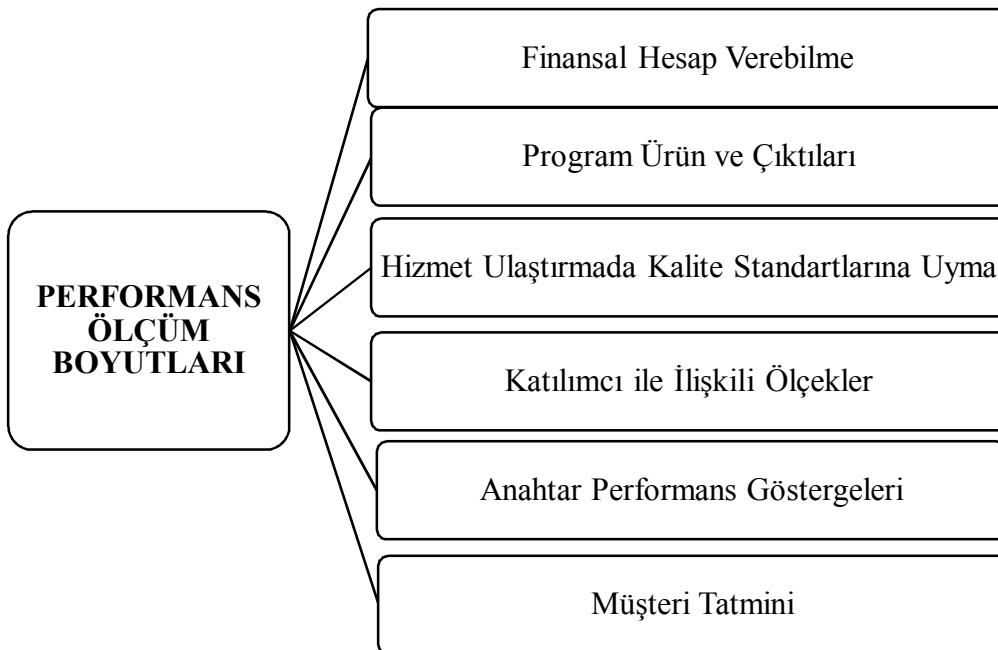 Finansal Hesap Verebilme
Program Ürün ve Çıktıları
Hizmet Ulaştırmada Kalite Standartlarına Uyma
PERFORMANS
ÖLÇÜM
BOYUTLARI
Katılımcı ile İlişkili Ölçekler
Anahtar Performans Göstergeleri
Müşteri Tatmini